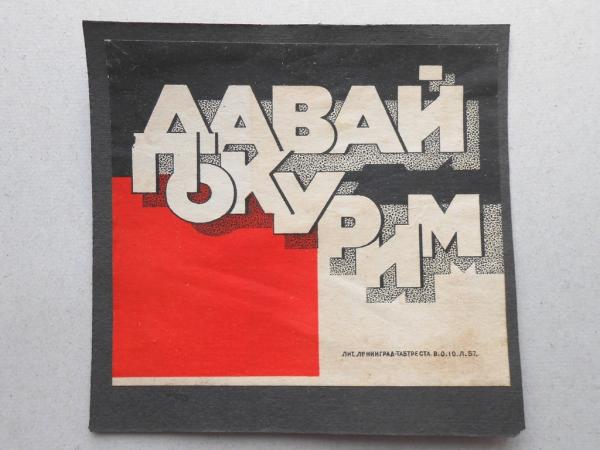 ДАВАЙ
ПОКУРИМ
ЛИТ. ЛЕНИНГРАД-ТАБТРЕСТА. В.О. 10. Л. 57.